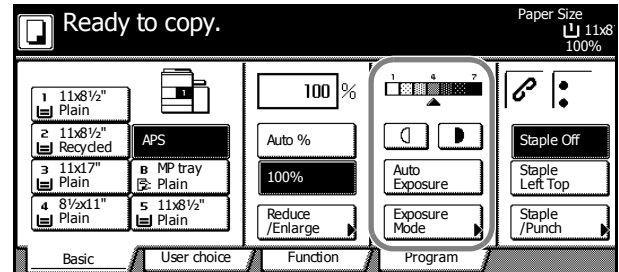 Ready to copy.
Paper Size
11x8
100%
1 11x8½"
Plain
2 11x8½"
Recycled
3 11x17"
Plain
4 8½x11"
Plain
1
APS
B MP tray
Plain
5 11x8½"
Plain
100 %
Auto %
100%
Reduce
/Enlarge
1 4 7
Auto
Exposure
Exposure
Mode
Staple Off
Staple
Left Top
Staple
/Punch
Basic
User choice
Function
Program